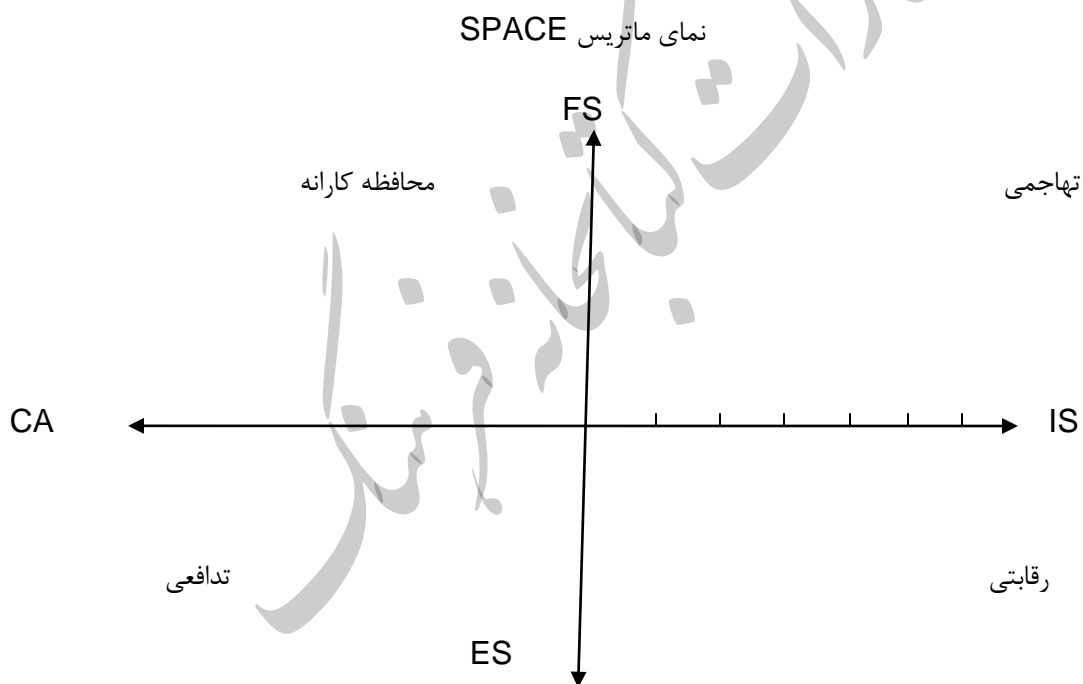 نمای ماتریس SPACE
FS
محافظه کارانه
تهاجمی
CA
IS
تدافعی
رقابتی
ES